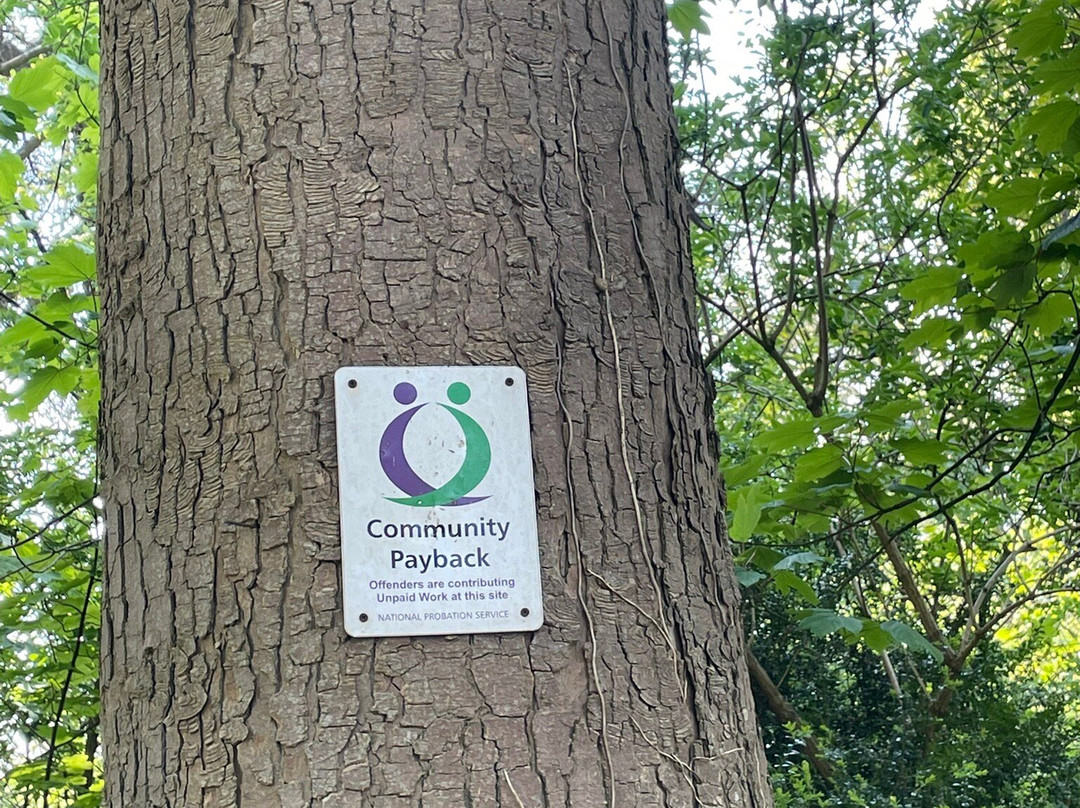 Community
Payback
Offenders are contributing
Unpaid Work at this site
NATIONAL PROBATION SERVICE